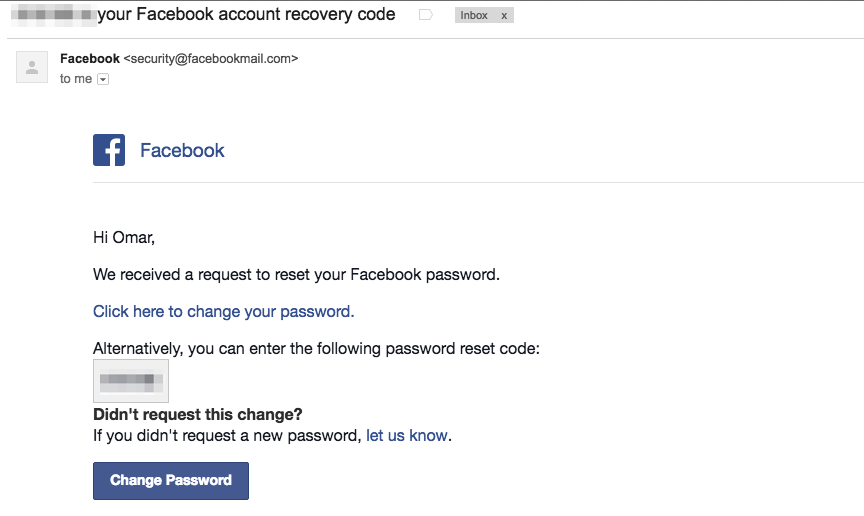 your Facebook account recovery code Inbox x
Facebook <security@facebookmail.com>
to me
Facebook
Hi Omar,
We received a request to reset your Facebook password.
Click here to change your password.
Alternatively, you can enter the following password reset code:
Didn't request this change?
If you didn't request a new password, let us know.
Change Password